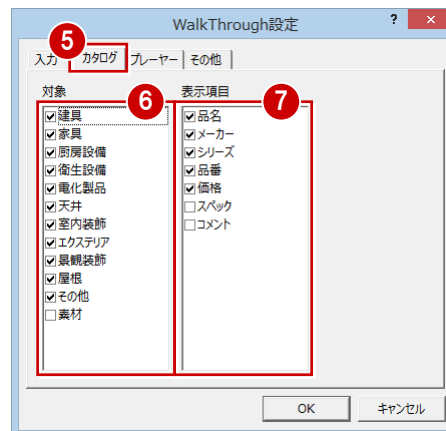 WalkThrough設定
?
×
5
入力
カタログ
プレーヤー
その他
対象
表示項目
6
7
建具
家具
厨房設備
衛生設備
電化製品
天井
室内装飾
エクステリア
景観装飾
屋根
その他
素材
品名
メーカー
シリーズ
品番
価格
スペック
コメント
OK
キャンセル